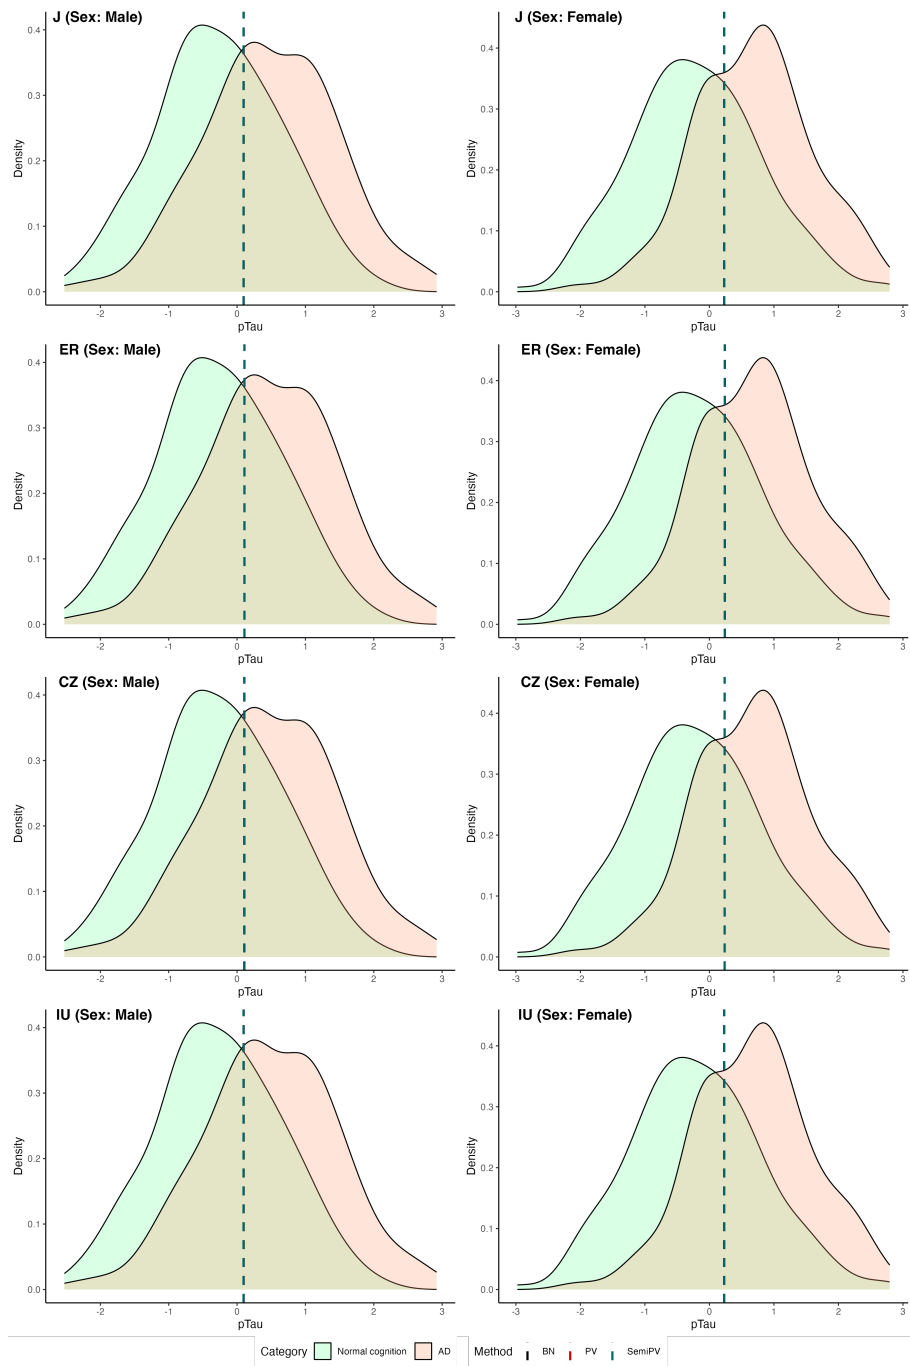 J (Sex: Male)
0.4
0.3
0.2
0.1
0.0
Density
-2 -1 0 1 2 3
pTau
J (Sex: Female)
0.4
0.3
0.2
0.1
0.0
Density
-3 -2 -1 0 1 2 3
pTau
ER (Sex: Male)
0.4
0.3
0.2
0.1
0.0
Density
-2 -1 0 1 2 3
pTau
ER (Sex: Female)
0.4
0.3
0.2
0.1
0.0
Density
-3 -2 -1 0 1 2 3
pTau
CZ (Sex: Male)
0.4
0.3
0.2
0.1
0.0
Density
-2 -1 0 1 2 3
pTau
CZ (Sex: Female)
0.4
0.3
0.2
0.1
0.0
Density
-3 -2 -1 0 1 2 3
pTau
IU (Sex: Male)
0.4
0.3
0.2
0.1
0.0
Density
-2 -1 0 1 2 3
pTau
IU (Sex: Female)
0.4
0.3
0.2
0.1
0.0
Density
-3 -2 -1 0 1 2 3
pTau
Category Normal cognition AD Method BN PV SemiPV